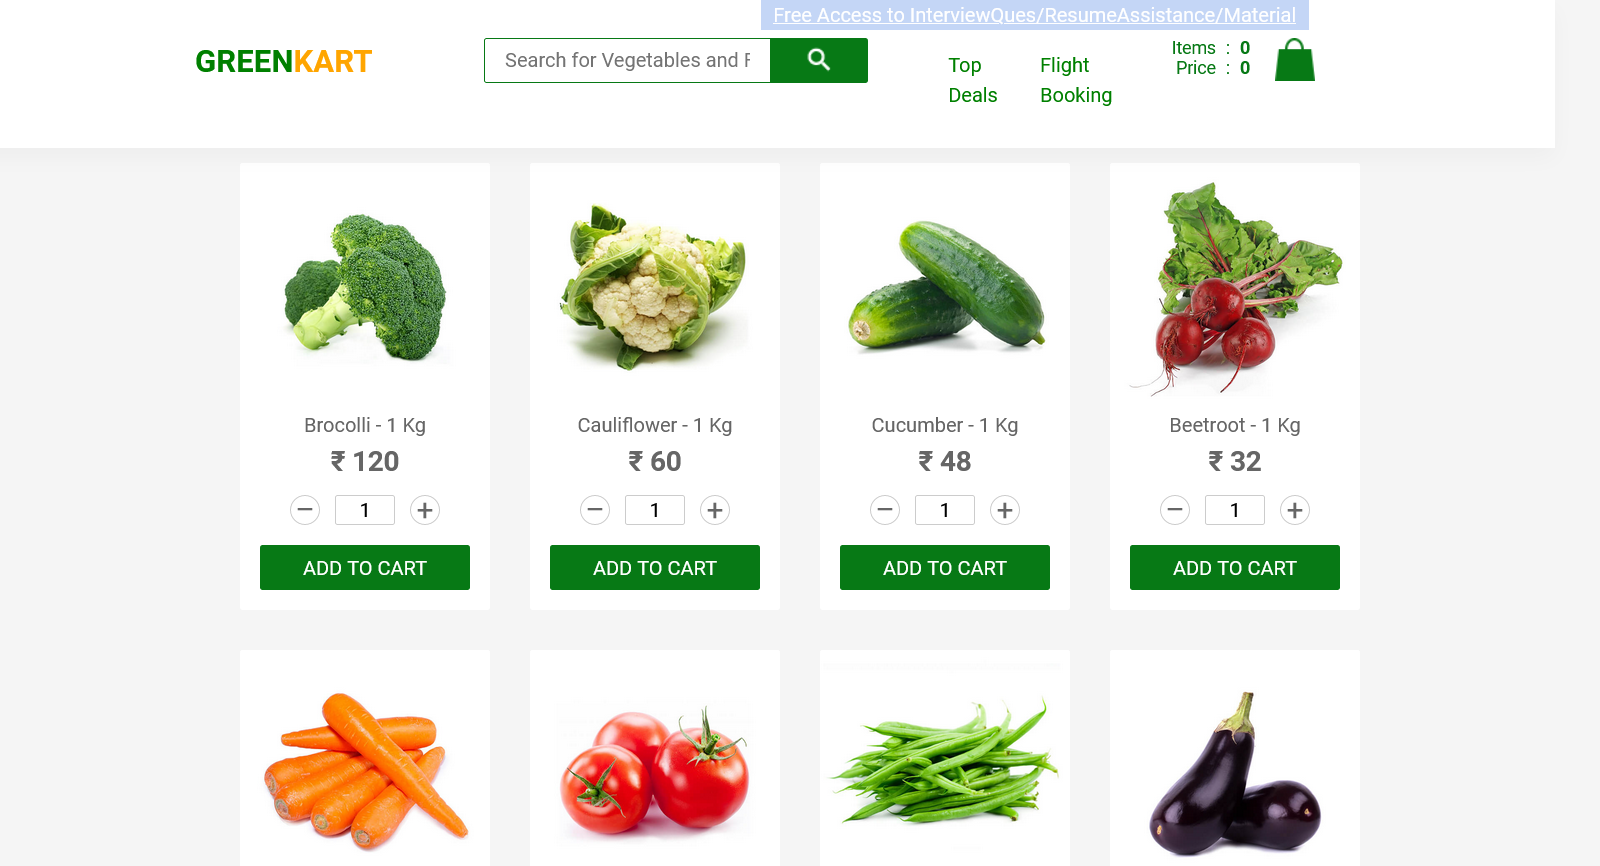 Free Access to InterviewQues/ResumeAssistance/Material
GREENKART
Search for Vegetables and F
Top
Deals
Flight
Booking
Items : 0
Price : 0
Brocolli - 1 Kg
₹ 120
− 1 +
ADD TO CART
Cauliflower - 1 Kg
₹ 60
− 1 +
ADD TO CART
Cucumber - 1 Kg
₹ 48
− 1 +
ADD TO CART
Beetroot - 1 Kg
₹ 32
− 1 +
ADD TO CART